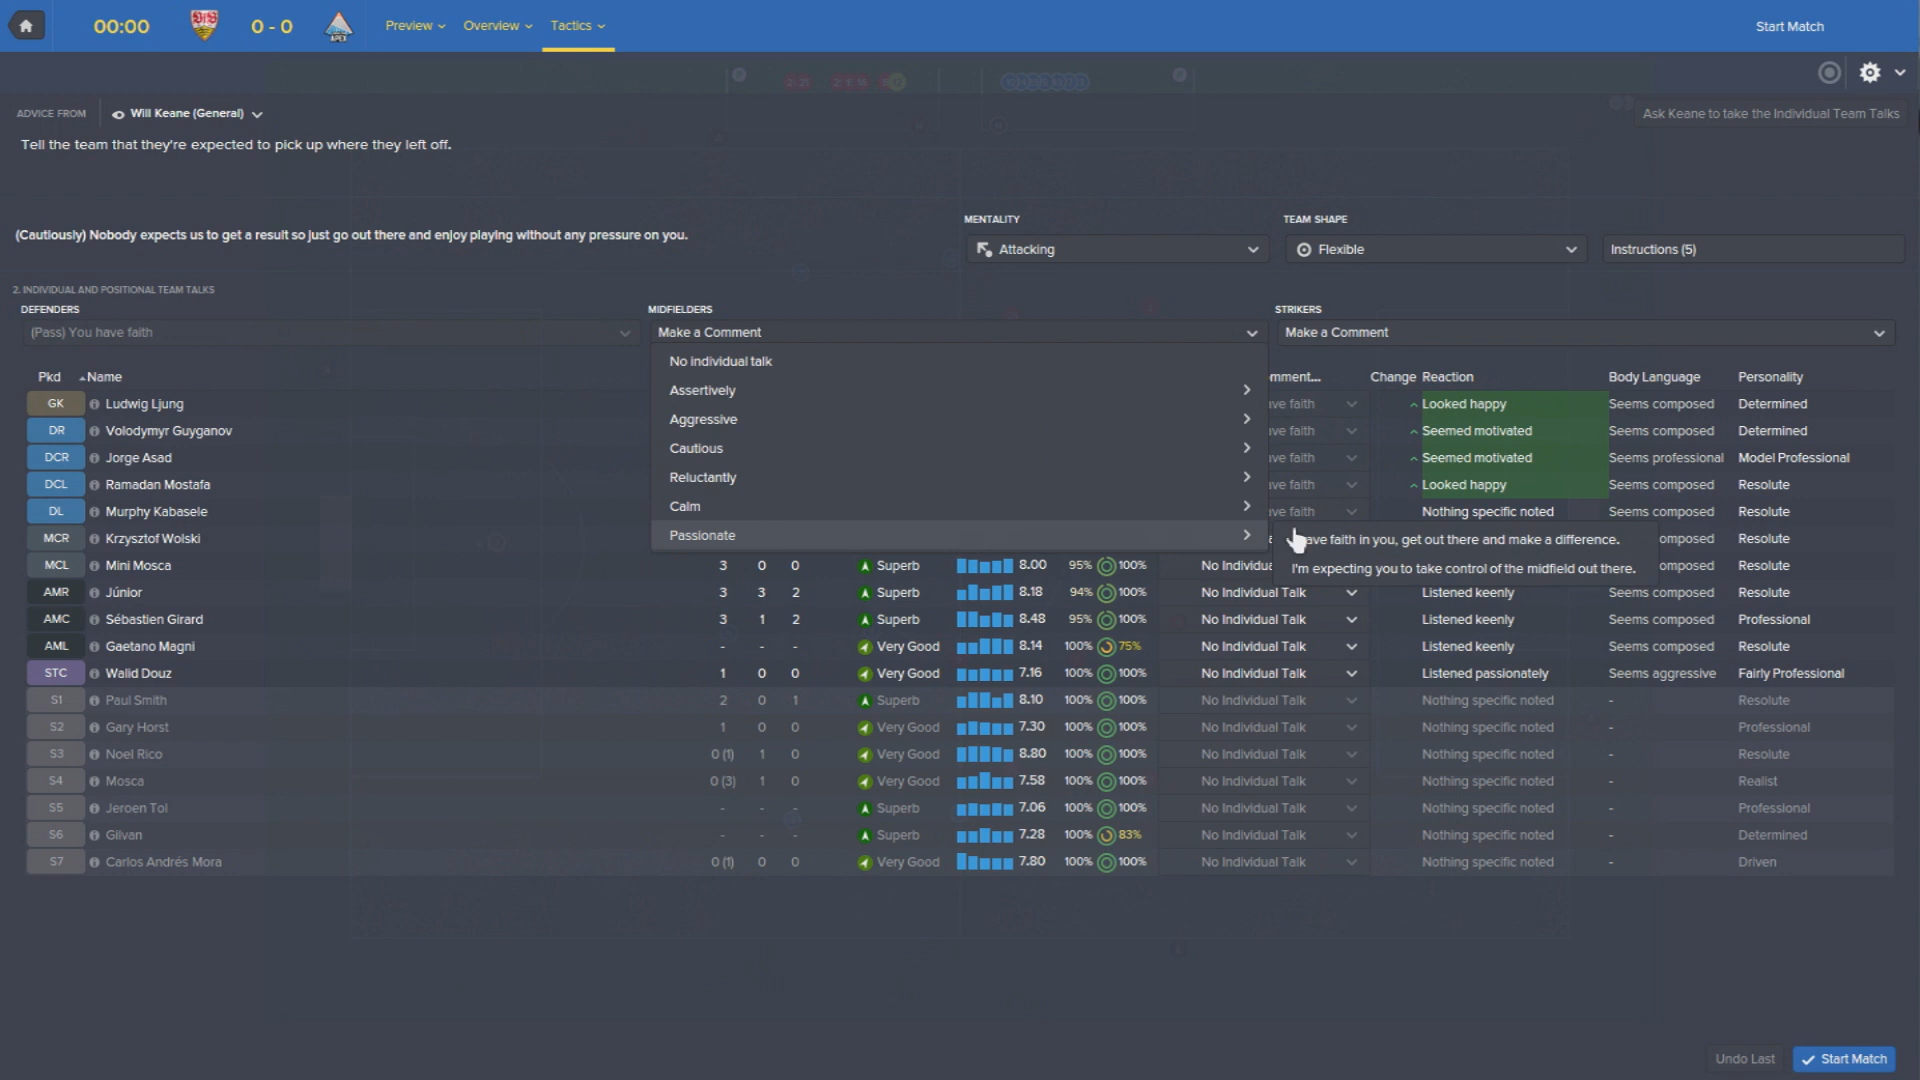 00:00 0 - 0 Preview Overview Tactics Start Match
ADVICE FROM Will Keane (General) Ask Keane to take the Individual Team Talks
Tell the team that they're expected to pick up where they left off.
MENTALITY TEAM SHAPE
(Cautiously) Nobody expects us to get a result so just go out there and enjoy playing without any pressure on you.
Attacking Flexible Instructions (5)
2. INDIVIDUAL AND POSITIONAL TEAM TALKS
DEFENDERS MIDFIELDERS STRIKERS
(Pass) You have faith Make a Comment Make a Comment
No individual talk
Assertively
Aggressive
Cautious
Reluctantly
Calm
Passionate
Pkd Name Change Reaction Body Language Personality
GK Ludwig Ljung faith Looked happy Seems composed Determined
DR Volodymyr Guyganov faith Seemed motivated Seems composed Determined
DCR Jorge Asad faith Seemed motivated Seems professional Model Professional
DCL Ramadan Mostafa faith Looked happy Seems composed Resolute
DL Murphy Kabasele faith Nothing specific noted Seems composed Resolute
MCR Krzysztof Wolski faith in you, get out there and make a difference. composed Resolute
MCL Mini Mosca 3 0 0 Superb 8.00 95% 100% No Individua I'm expecting you to take control of the midfield out there. composed Resolute
AMR Júnior 3 3 2 Superb 8.18 94% 100% No Individual Talk Listened keenly Seems composed Resolute
AMC Sébastien Girard 3 1 2 Superb 8.48 95% 100% No Individual Talk Listened keenly Seems composed Professional
AML Gaetano Magni - - - Very Good 8.14 100% 75% No Individual Talk Listened keenly Seems composed Resolute
STC Walid Douz 1 0 0 Very Good 7.16 100% 100% No Individual Talk Listened passionately Seems aggressive Fairly Professional
S1 Paul Smith 2 0 1 Superb 8.10 100% 100% No Individual Talk Nothing specific noted - Resolute
S2 Gary Horst 1 0 0 Very Good 7.30 100% 100% No Individual Talk Nothing specific noted - Professional
S3 Noel Rico 0 (1) 1 0 Very Good 8.80 100% 100% No Individual Talk Nothing specific noted - Resolute
S4 Mosca 0 (3) 1 0 Very Good 7.58 100% 100% No Individual Talk Nothing specific noted - Realist
S5 Jeroen Tol - - - Superb 7.06 100% 100% No Individual Talk Nothing specific noted - Professional
S6 Gilvan - - - Superb 7.28 100% 83% No Individual Talk Nothing specific noted - Determined
S7 Carlos Andrés Mora 0 (1) 0 0 Very Good 7.80 100% 100% No Individual Talk Nothing specific noted - Driven
Undo Last Start Match